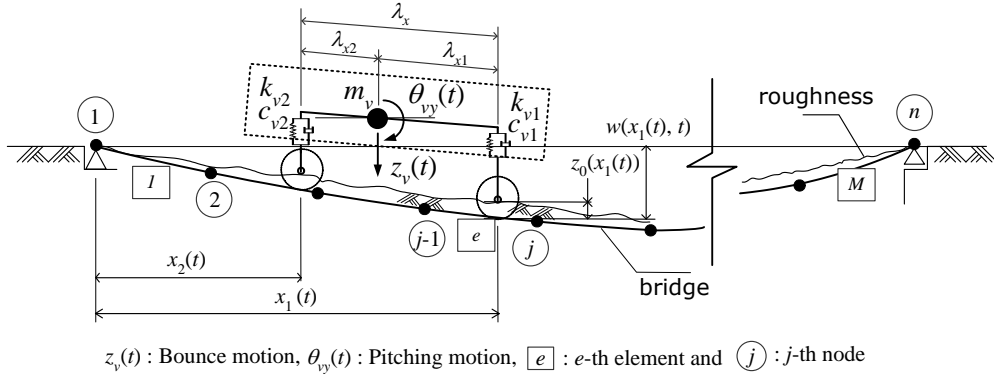 λx
λx2
λx1
kv2
cv2
mv
θvy(t)
kv1
cv1
roughness
w(x1(t), t)
1
n
z0(x1(t))
zv(t)
1
2
M
j-1
e
j
x2(t)
bridge
x1(t)
zv(t) : Bounce motion, θvy(t) : Pitching motion, e : e-th element and j : j-th node